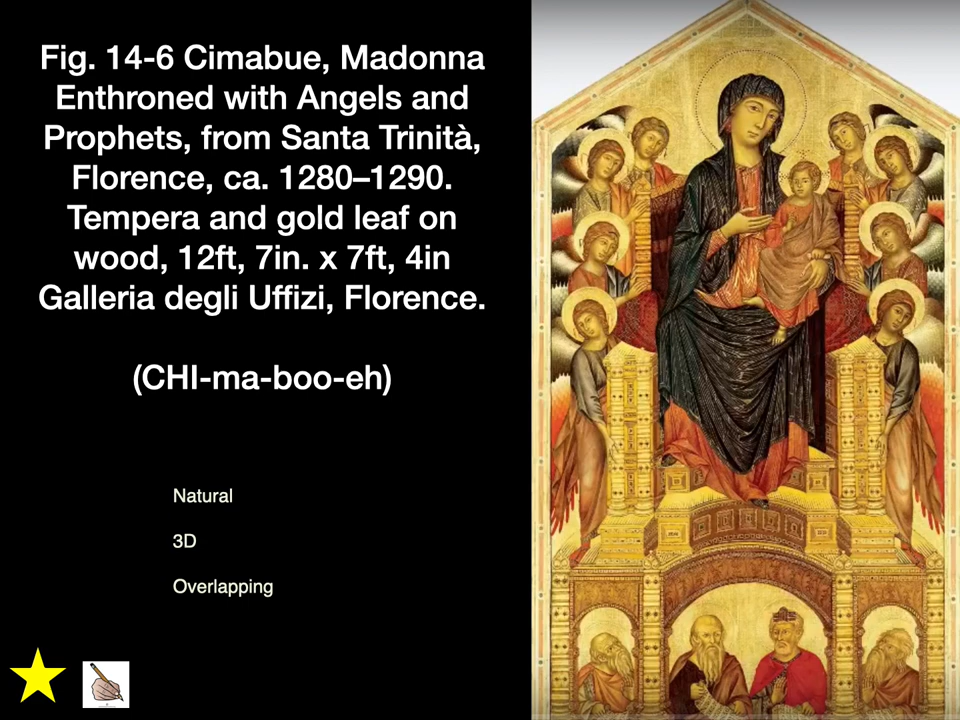 Fig. 14-6 Cimabue, Madonna
Enthroned with Angels and
Prophets, from Santa Trinità,
Florence, ca. 1280–1290.
Tempera and gold leaf on
wood, 12ft, 7in. x 7ft, 4in
Galleria degli Uffizi, Florence.
(CHI-ma-boo-eh)
Natural
3D
Overlapping